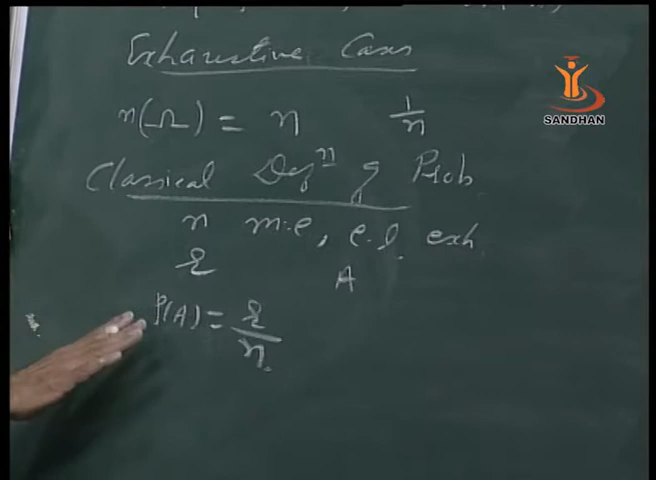 Exhaustive Cases
n(Ω) = n 1/n
SANDHAN
Classical Defⁿ of Prob.
n m.e, e.l. exh.
r A
P(A) = r/n